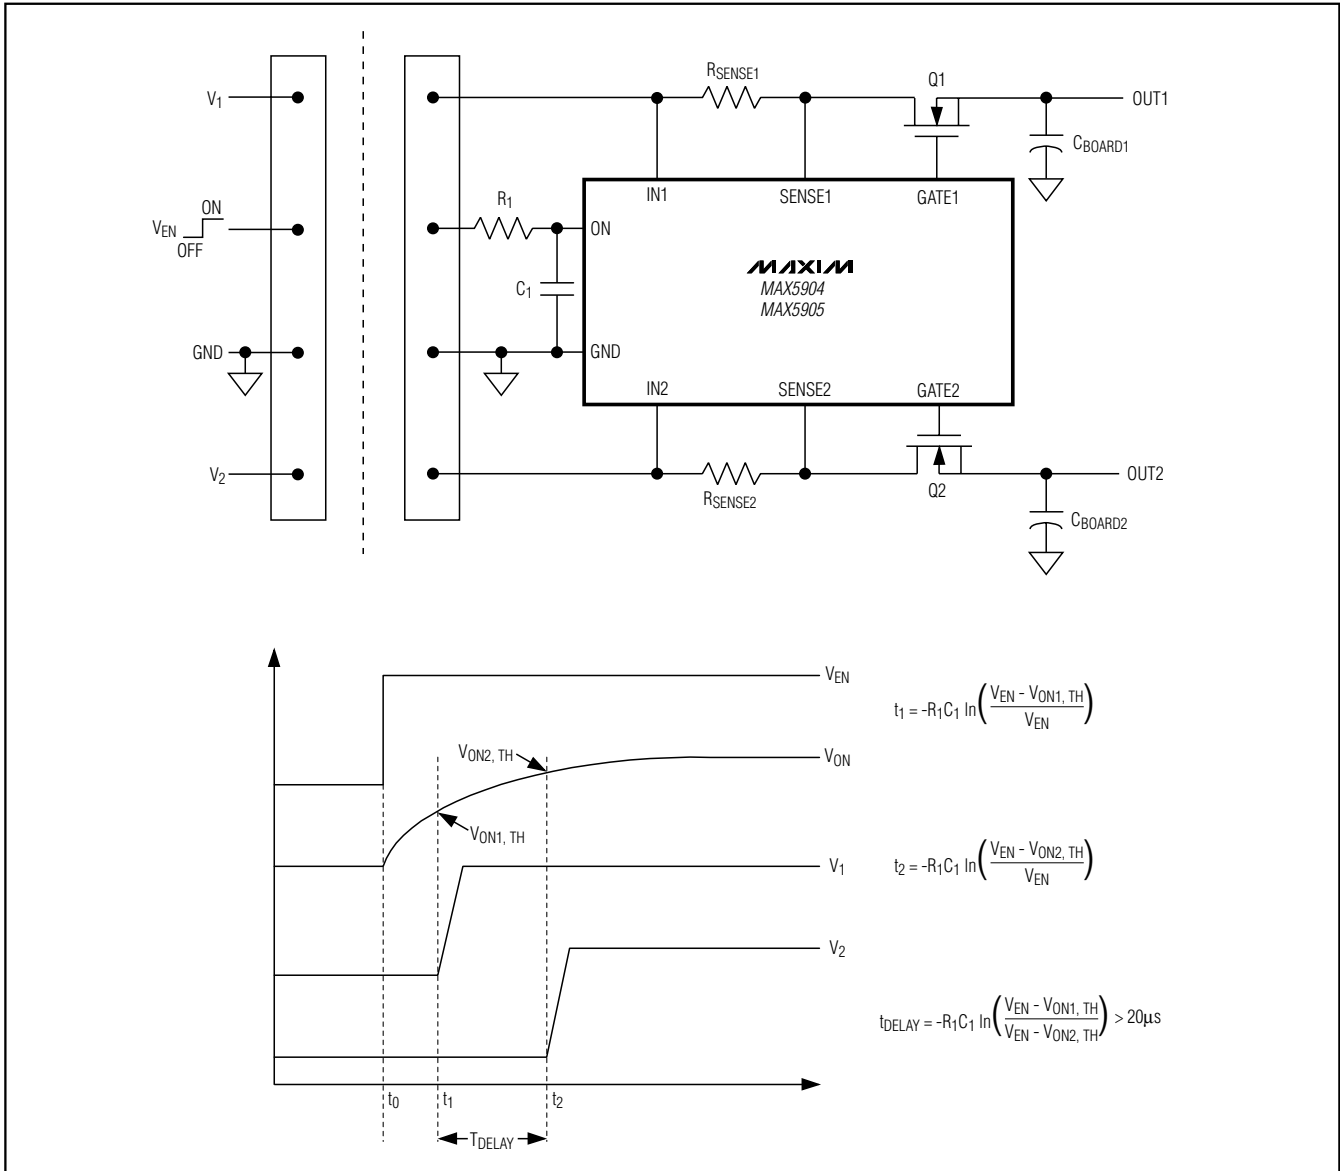 V1
RSENSE1
Q1
OUT1
CBOARD1
IN1
SENSE1
GATE1
R1
ON
VEN
ON
OFF
C1
MAXIM
MAX5904
MAX5905
GND
GND
IN2
SENSE2
GATE2
V2
RSENSE2
Q2
OUT2
CBOARD2
VEN
t1 = -R1C1 ln( (VEN - VON1, TH) / VEN )
VON2, TH
VON
VON1, TH
V1
t2 = -R1C1 ln( (VEN - VON2, TH) / VEN )
V2
tDELAY = -R1C1 ln( (VEN - VON1, TH) / (VEN - VON2, TH) ) > 20μs
t0
t1
t2
TDELAY